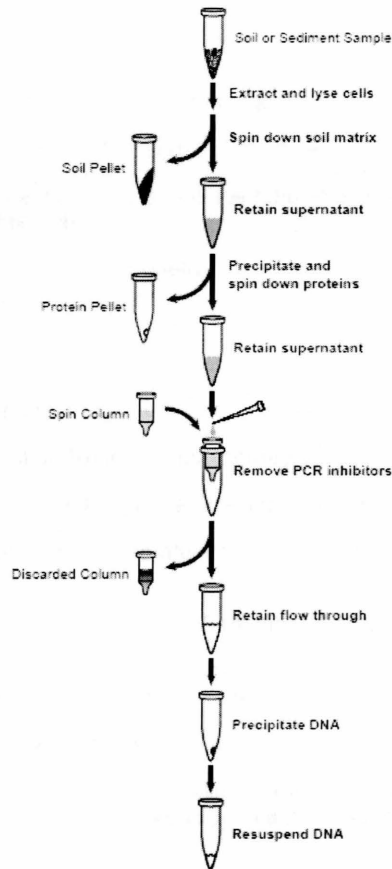 Soil or Sediment Sample
Extract and lyse cells
Spin down soil matrix
Soil Pellet
Retain supernatant
Precipitate and
spin down proteins
Protein Pellet
Retain supernatant
Spin Column
Remove PCR inhibitors
Discarded Column
Retain flow through
Precipitate DNA
Resuspend DNA